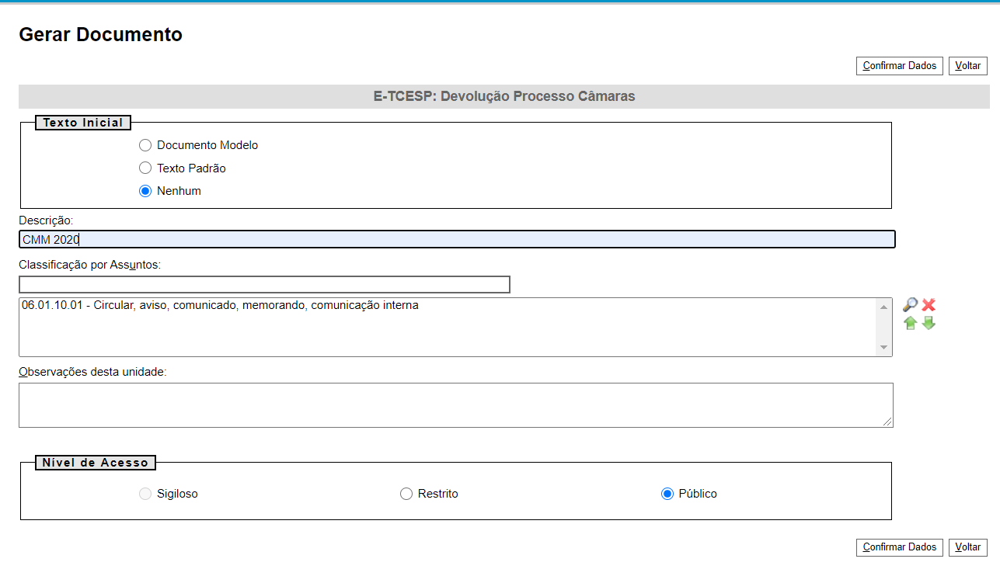 Gerar Documento
Confirmar Dados Voltar
E-TCESP: Devolução Processo Câmaras
Texto Inicial
Documento Modelo
Texto Padrão
Nenhum
Descrição:
CMM 2020
Classificação por Assuntos:
06.01.10.01 - Circular, aviso, comunicado, memorando, comunicação interna
Observações desta unidade:
Nível de Acesso
Sigiloso Restrito Público
Confirmar Dados Voltar